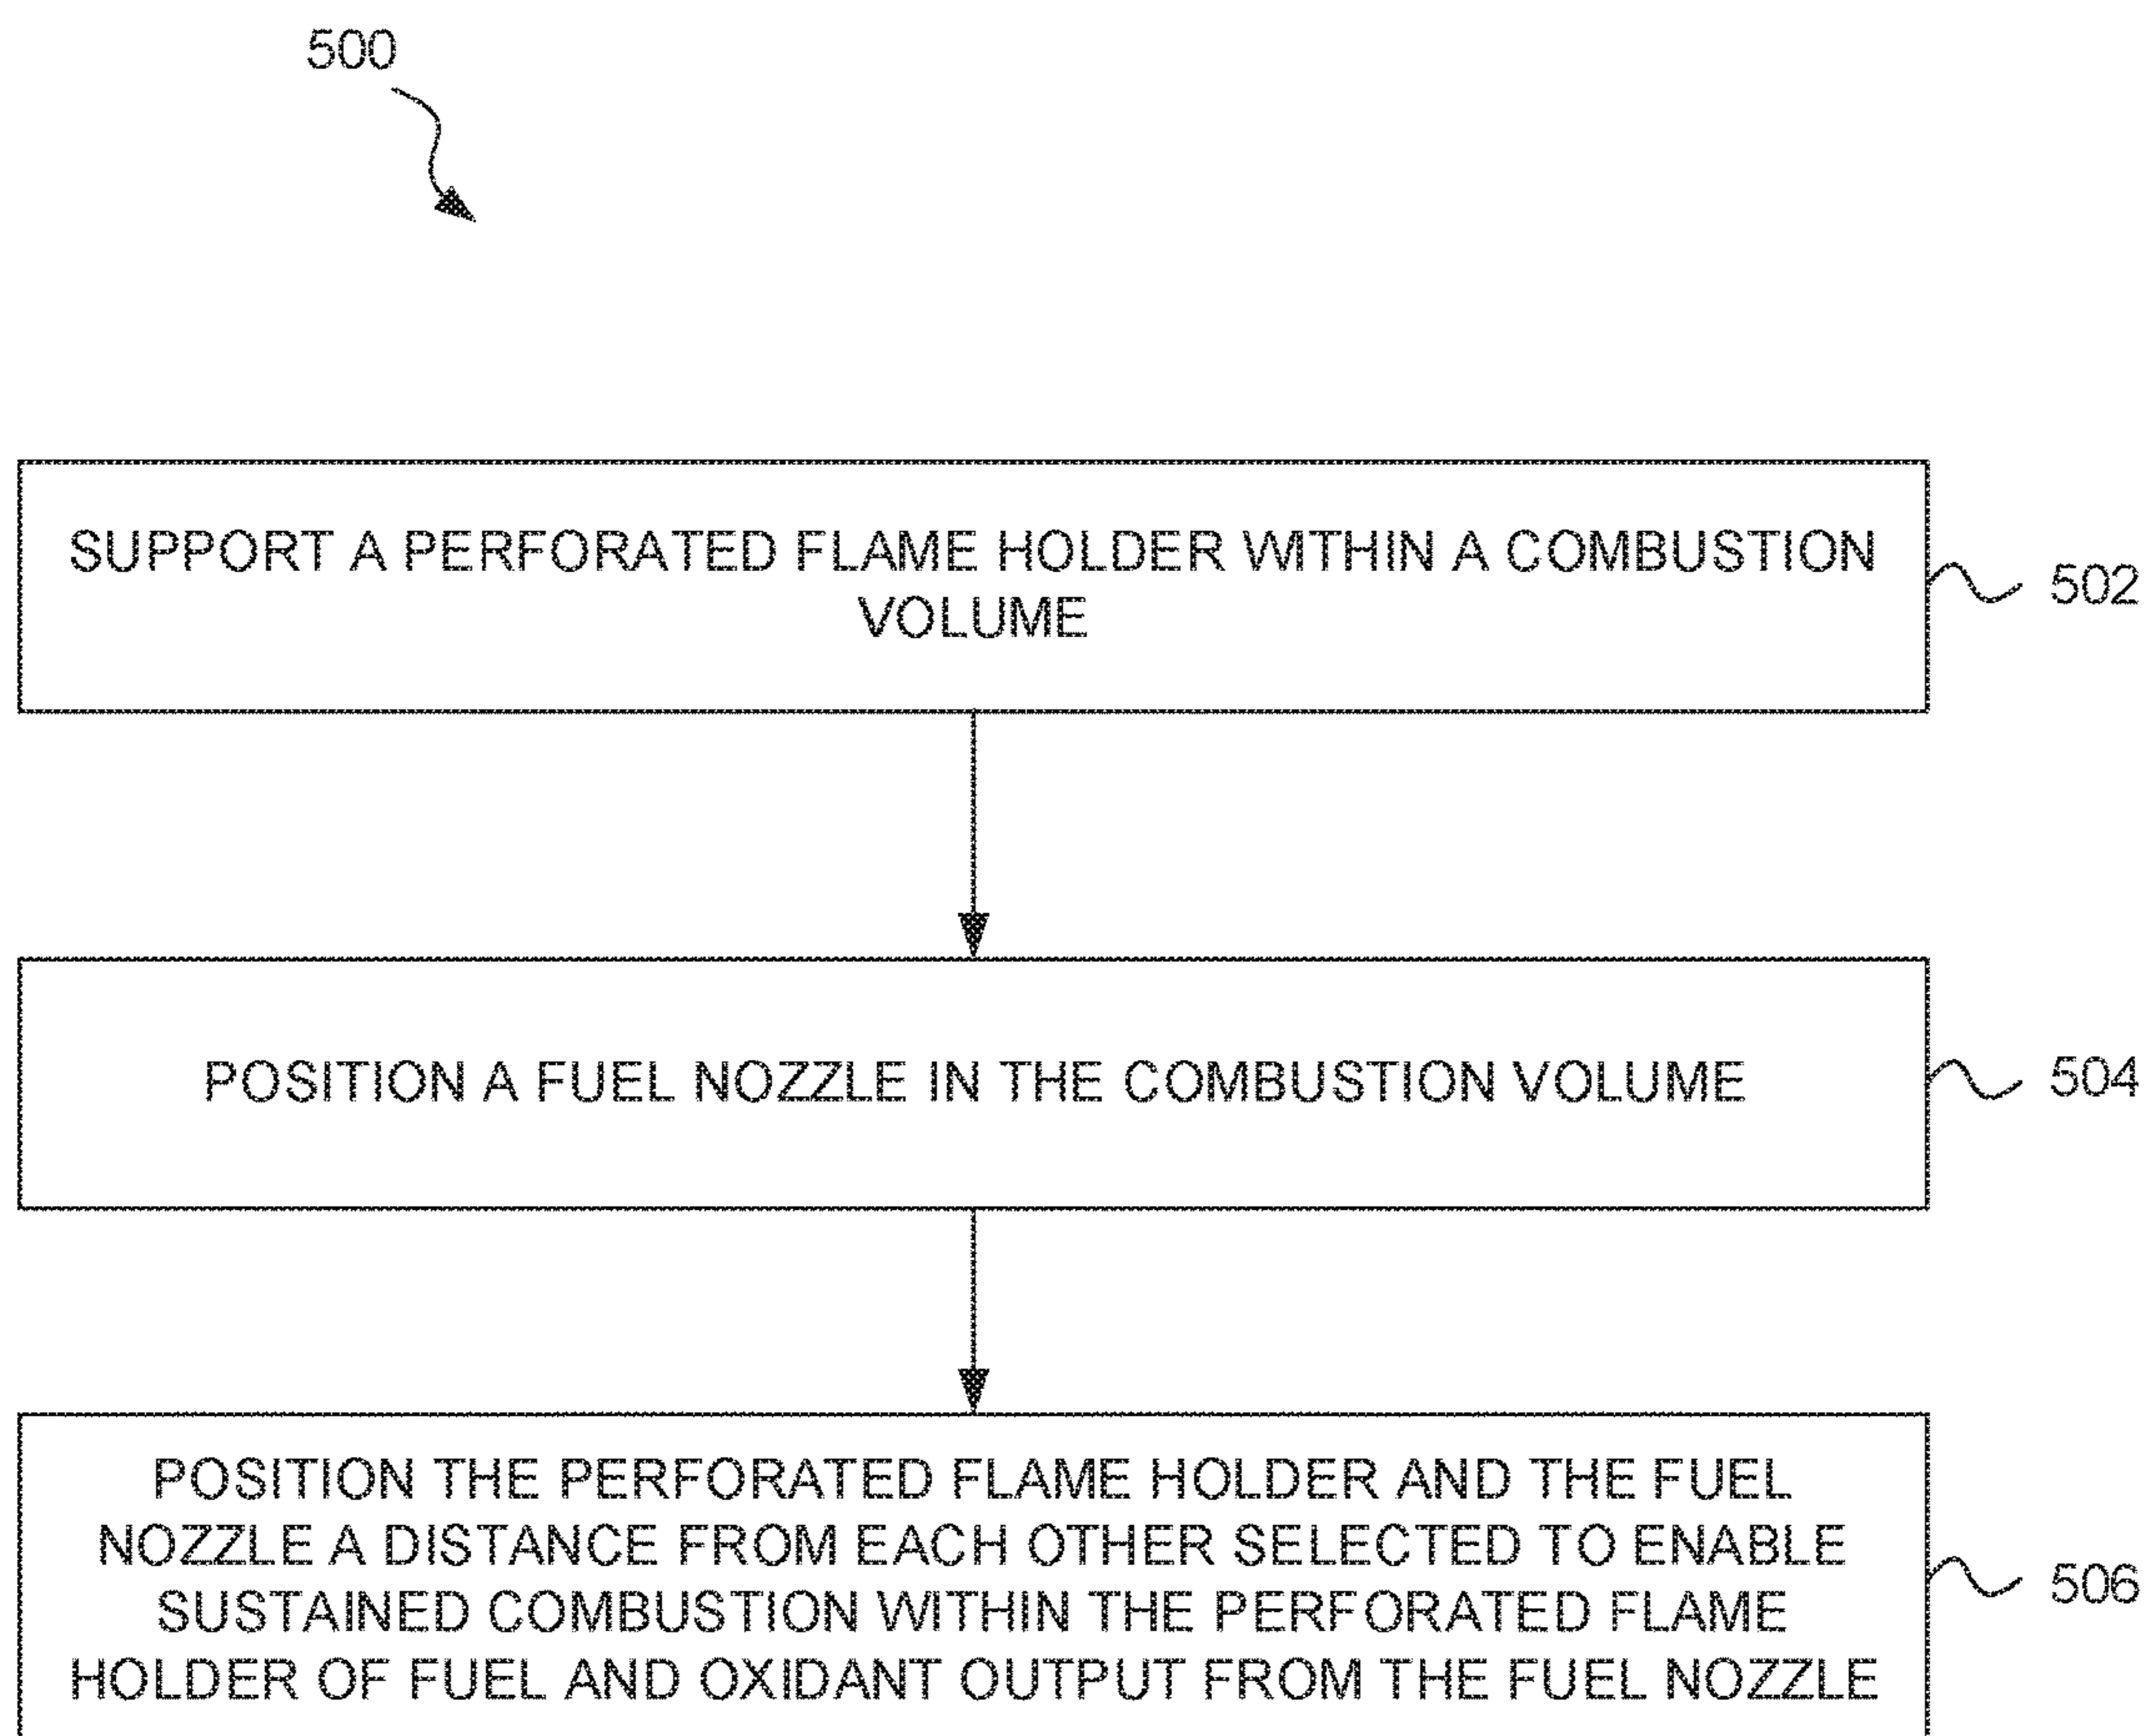 500
SUPPORT A PERFORATED FLAME HOLDER WITHIN A COMBUSTION
VOLUME
502
POSITION A FUEL NOZZLE IN THE COMBUSTION VOLUME
504
POSITION THE PERFORATED FLAME HOLDER AND THE FUEL
NOZZLE A DISTANCE FROM EACH OTHER SELECTED TO ENABLE
SUSTAINED COMBUSTION WITHIN THE PERFORATED FLAME
HOLDER OF FUEL AND OXIDANT OUTPUT FROM THE FUEL NOZZLE
506